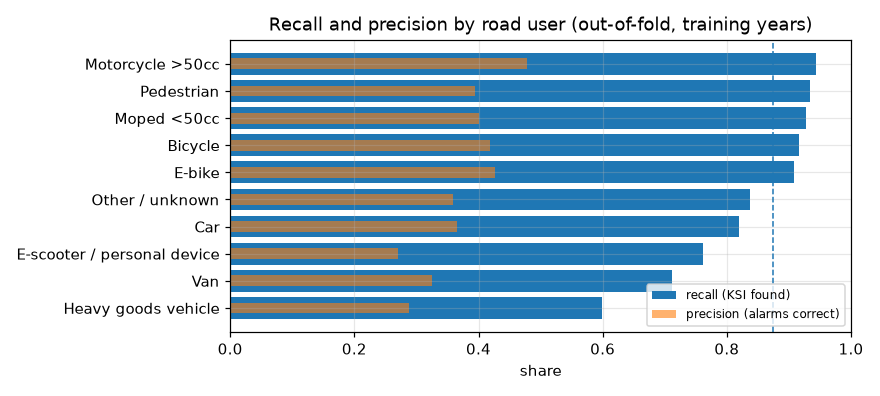 Recall and precision by road user (out-of-fold, training years)
Motorcycle >50cc
Pedestrian
Moped <50cc
Bicycle
E-bike
Other / unknown
Car
E-scooter / personal device
Van
Heavy goods vehicle
recall (KSI found)
precision (alarms correct)
0.0 0.2 0.4 0.6 0.8 1.0
share